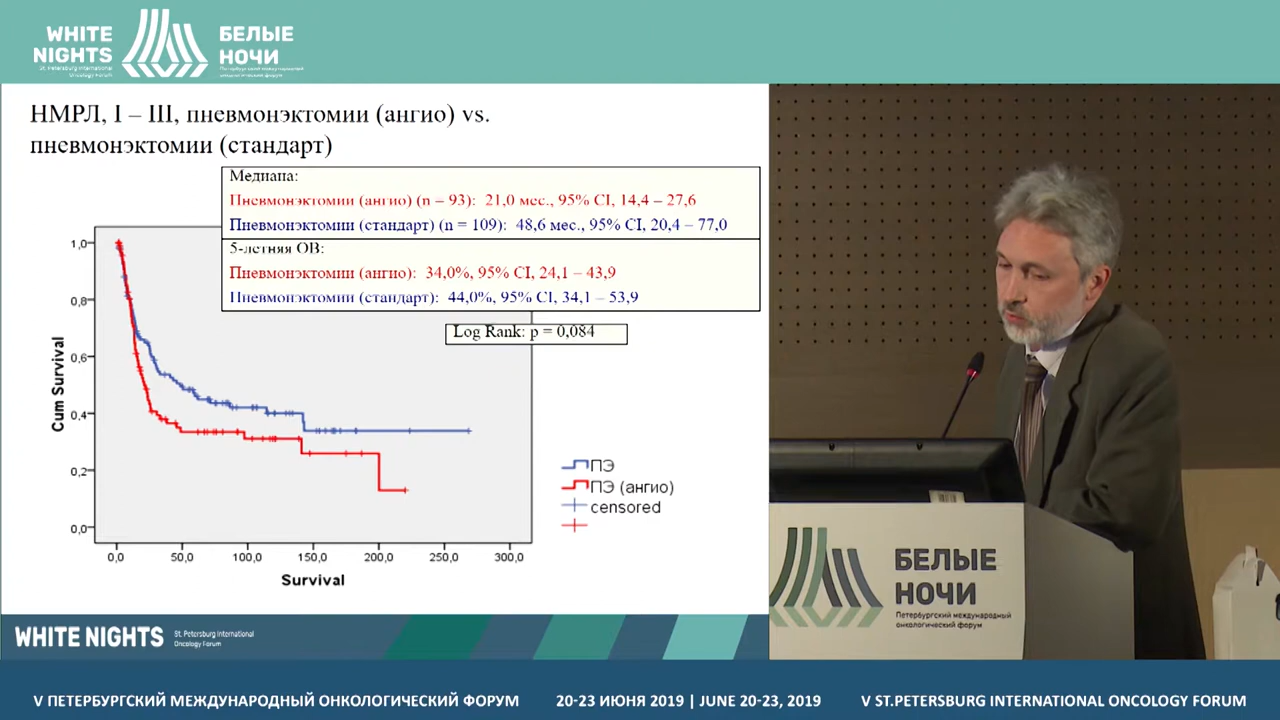 WHITE NIGHTS
St. Petersburg International Oncology Forum
БЕЛЫЕ НОЧИ
Петербургский международный онкологический форум
НМРЛ, I – III, пневмонэктомии (ангио) vs.
пневмонэктомии (стандарт)
Медиана:
Пневмонэктомии (ангио) (n = 93): 21,0 мес., 95% CI, 14,4 – 27,6
Пневмонэктомии (стандарт) (n = 109): 48,6 мес., 95% CI, 20,4 – 77,0
5-летняя ОВ:
Пневмонэктомии (ангио): 34,0%, 95% CI, 24,1 – 43,9
Пневмонэктомии (стандарт): 44,0%, 95% CI, 34,1 – 53,9
Log Rank: p = 0,084
Cum Survival
1,0
0,8
0,6
0,4
0,2
0,0
0,0 50,0 100,0 150,0 200,0 250,0 300,0
Survival
ПЭ
ПЭ (ангио)
censored
БЕЛЫЕ
НОЧИ
Петербургский международный
онкологический форум
WHITE NIGHTS
St. Petersburg International
Oncology Forum
V ПЕТЕРБУРГСКИЙ МЕЖДУНАРОДНЫЙ ОНКОЛОГИЧЕСКИЙ ФОРУМ 20-23 ИЮНЯ 2019 | JUNE 20-23, 2019 V ST.PETERSBURG INTERNATIONAL ONCOLOGY FORUM